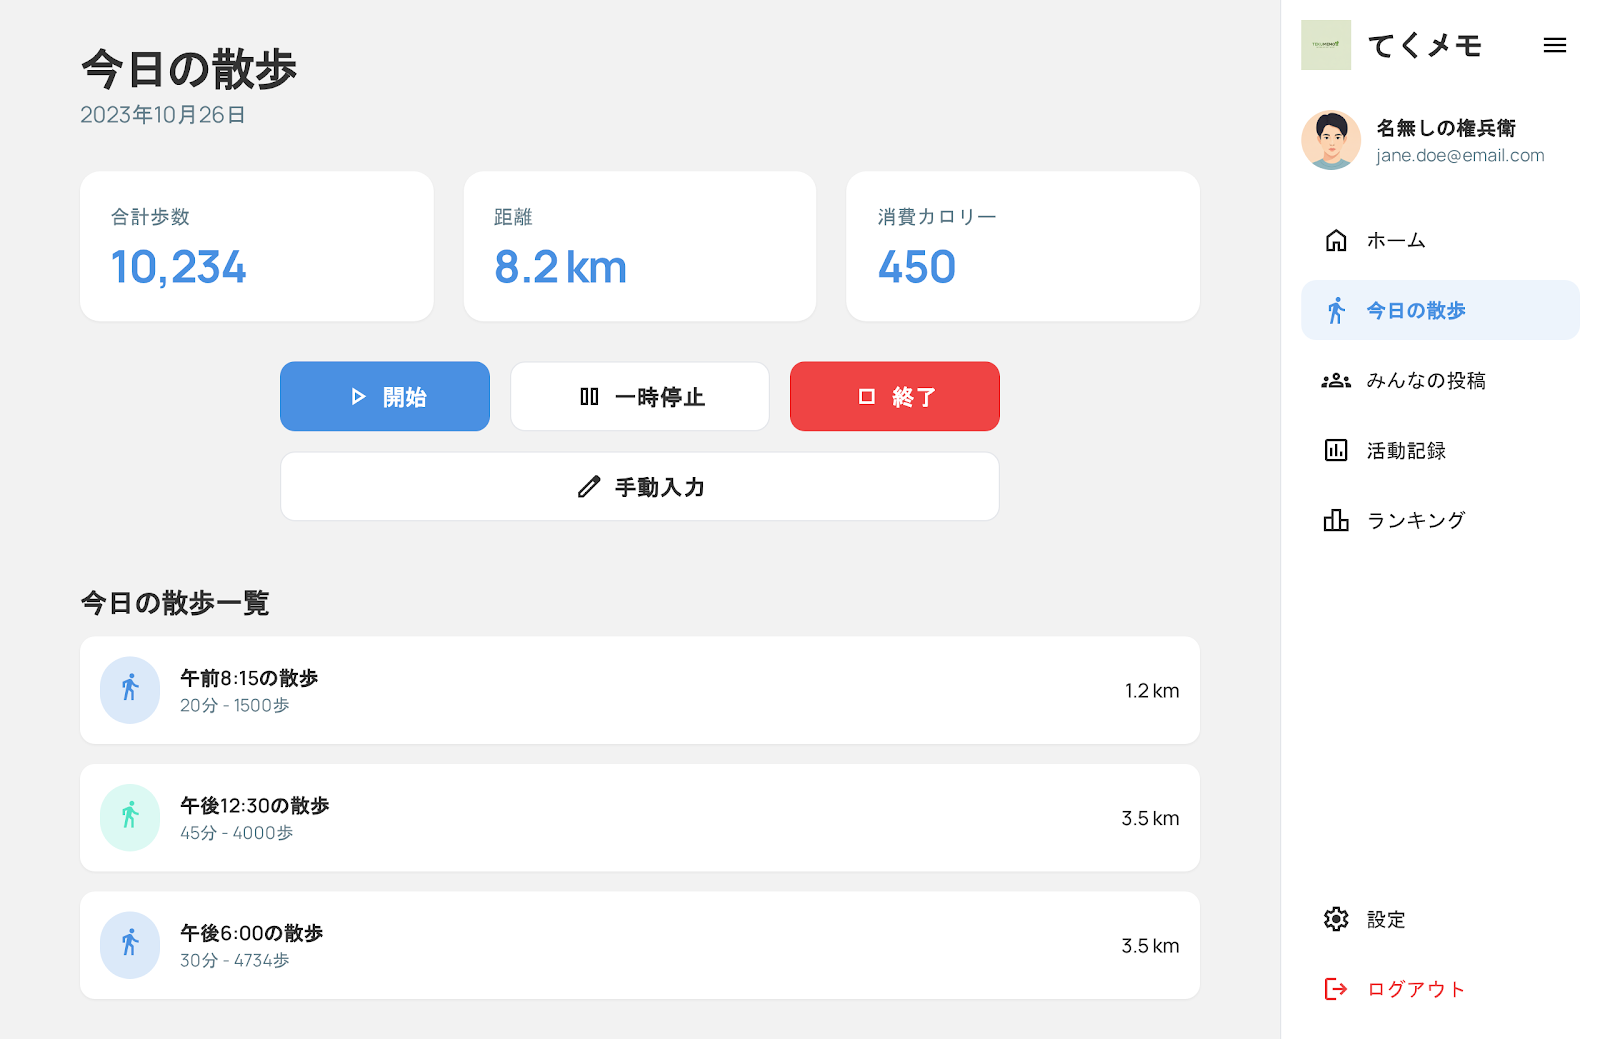 今日の散歩
2023年10月26日
合計歩数
10,234
距離
8.2 km
消費カロリー
450
開始
一時停止
終了
手動入力
今日の散歩一覧
午前8:15の散歩
20分 - 1500歩
1.2 km
午後12:30の散歩
45分 - 4000歩
3.5 km
午後6:00の散歩
30分 - 4734歩
3.5 km
てくメモ
名無しの権兵衛
jane.doe@email.com
ホーム
今日の散歩
みんなの投稿
活動記録
ランキング
設定
ログアウト